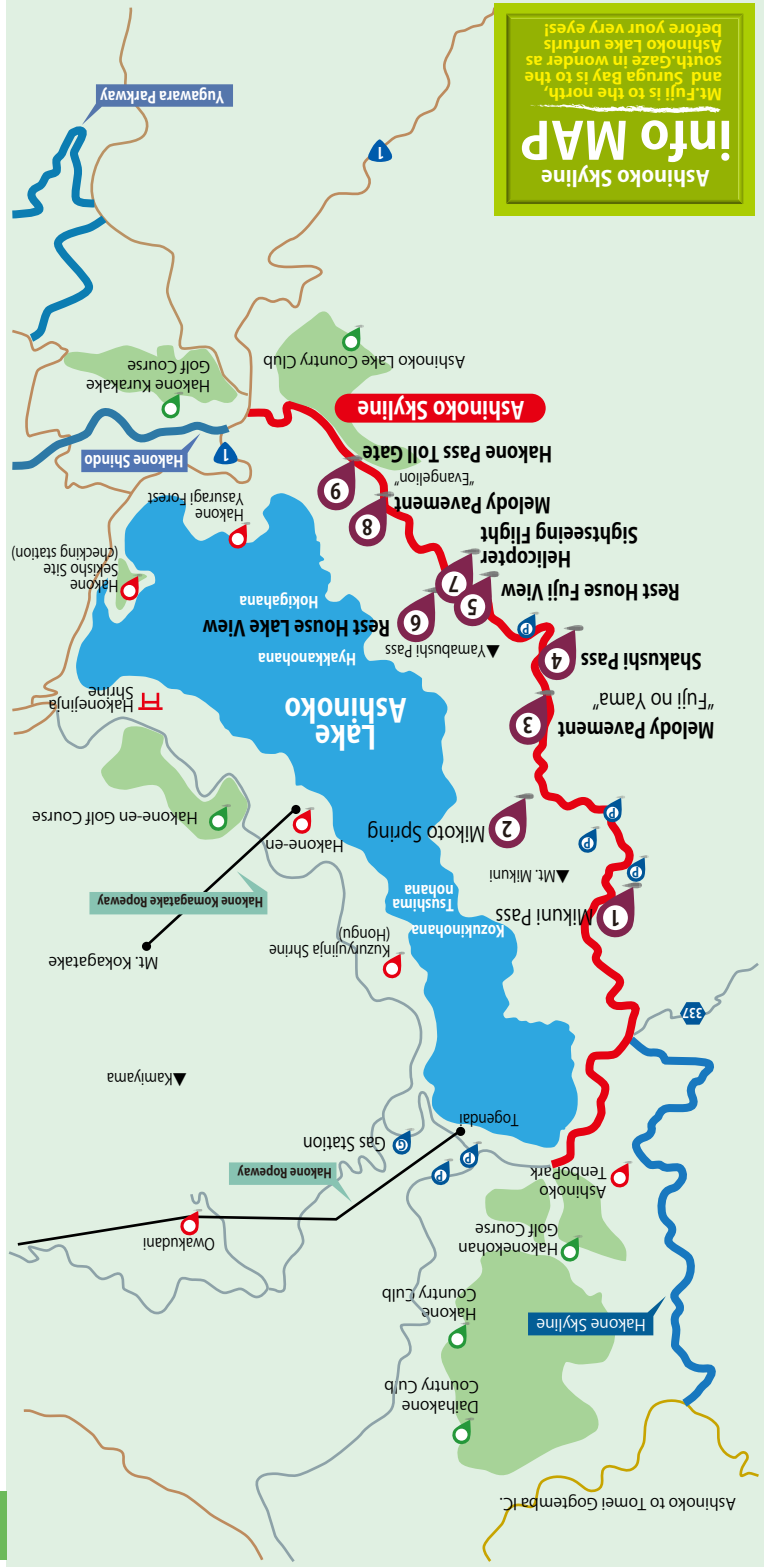 Ashinoko to Tomei Gogtemba IC.
Daihakone
Country Culb
Hakone
Country Culb
Hakone Skyline
Hakonekohan
Golf Course
Owakudani
Ashinoko
TenboPark
Hakone Ropeway
P
P
Gas Station
G
Togendai
▲Kamiyama
337
Mt. Kokagatake
Kuzuryujinja Shrine
(Hongu)
Kozukinohana
Tsushima
nohana
1
Mikuni Pass
Hakone Komagatake Ropeway
▲Mt. Mikuni
P
P
P
2
Mikoto Spring
Hakone-en
Hakone-en Golf Course
3
Melody Pavement
"Fuji no Yama"
Lake
Ashinoko
Hakonejinja
Shrine
4
Shakushi Pass
▲Yamabushi Pass
Hyakkanohana
P
6
Rest House Lake View
Hokigahana
5
Rest House Fuji View
7
Helicopter
Sightseeing Flight
Hakone
Sekisho Site
(checking station)
Hakone
Yasuragi Forest
8
Melody Pavement
"Evangelion"
9
Hakone Pass Toll Gate
1
Hakone Shindo
Ashinoko Skyline
Hakone Kurakake
Golf Course
Ashinoko Lake Country Club
Ashinoko Skyline
info MAP
Mt.Fuji is to the north,
and Suruga Bay is to the
south.Gaze in wonder as
Ashinoko Lake unfurls
before your very eyes!
1
Yugawara Parkway